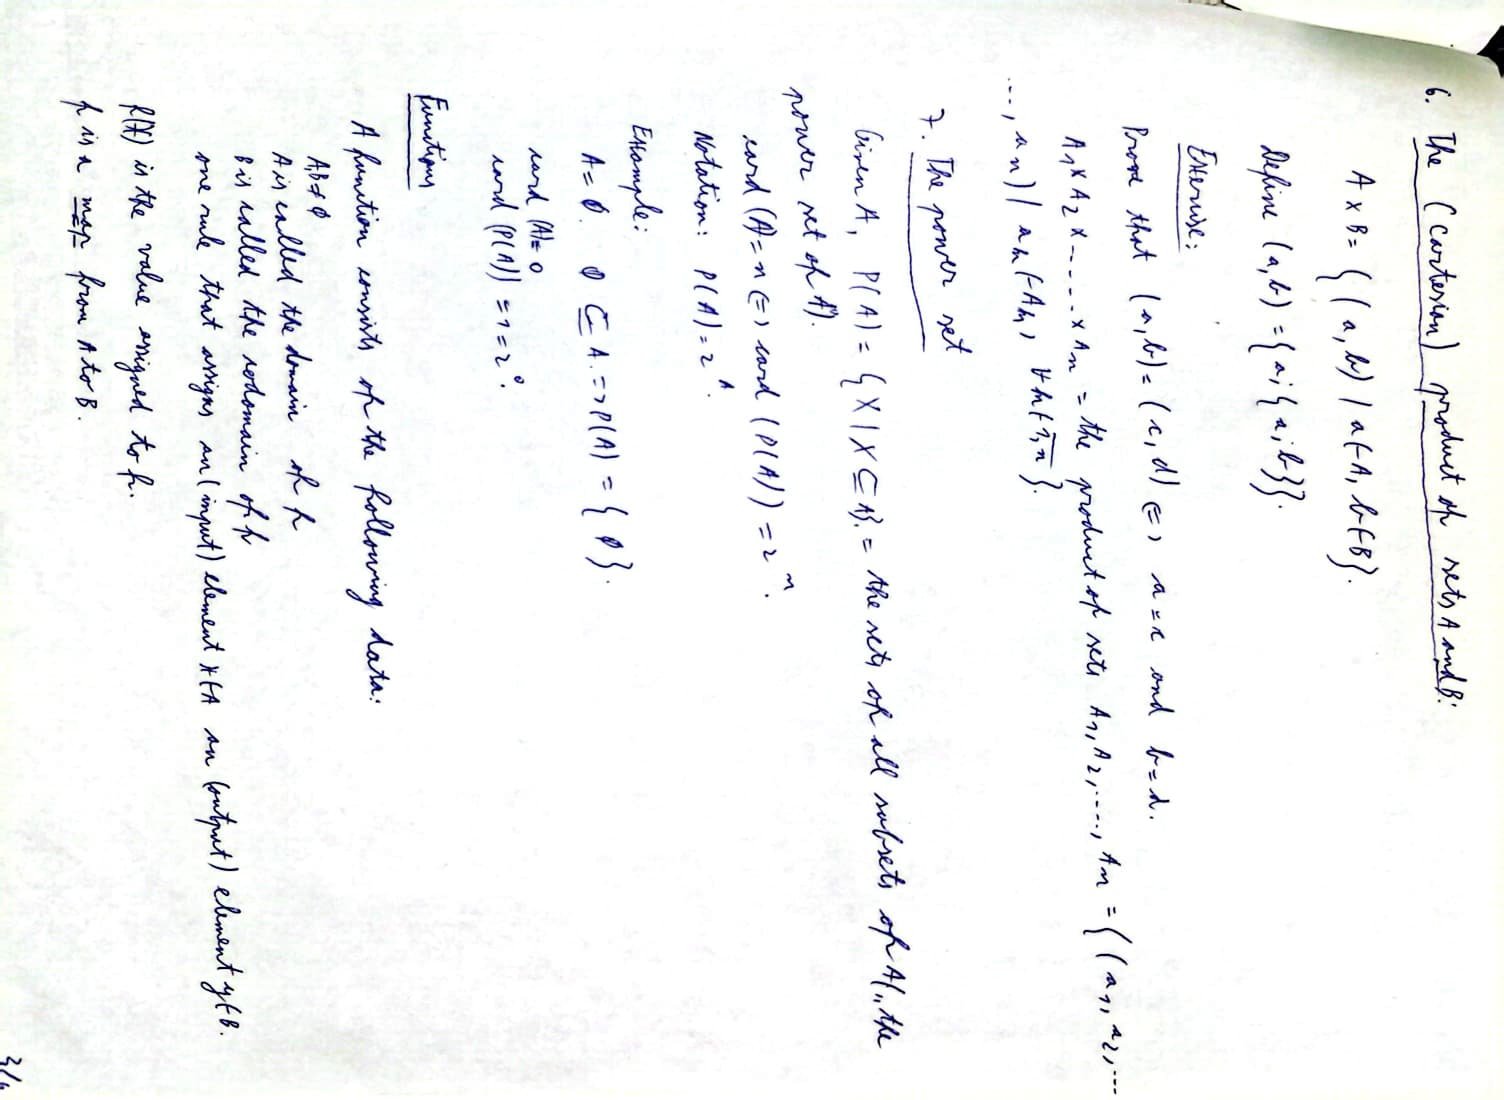 6. The (cartesian) product of sets A and B:
A × B = { (a, b) | a ∈ A, b ∈ B}.
Define (a, b) = { a; { a; b}}.
Exercise:
Prove that (a, b) = (c, d) ⟺ a = c and b = d.
A₁ × A₂ × ..... × Aₙ = the product of sets A₁, A₂, ...., Aₙ = { (a₁, a₂, ...
..., aₙ) | aₖ ∈ Aₖ, ∀ k ∈ 1,n}.
7. The power set
Given A, P(A) = { X | X ⊆ A}. = the sets of all subsets of A (,, the
power set of A").
card (A) = n ⟺ card (P(A)) = 2ⁿ.
Notation: P(A) = 2ᴬ.
Example:
A = ∅. ∅ ⊆ A. => P(A) = { ∅ }.
card (A) = 0
card (P(A)) = 1 = 2⁰.
Functions
A function consists of the following data:
A, B ≠ ∅
A is called the domain of f
B is called the codomain of f
one rule that assigns an (input) element x ∈ A an (output) element y ∈ B.
f(x) is the value assigned to f.
f is a map from A to B.